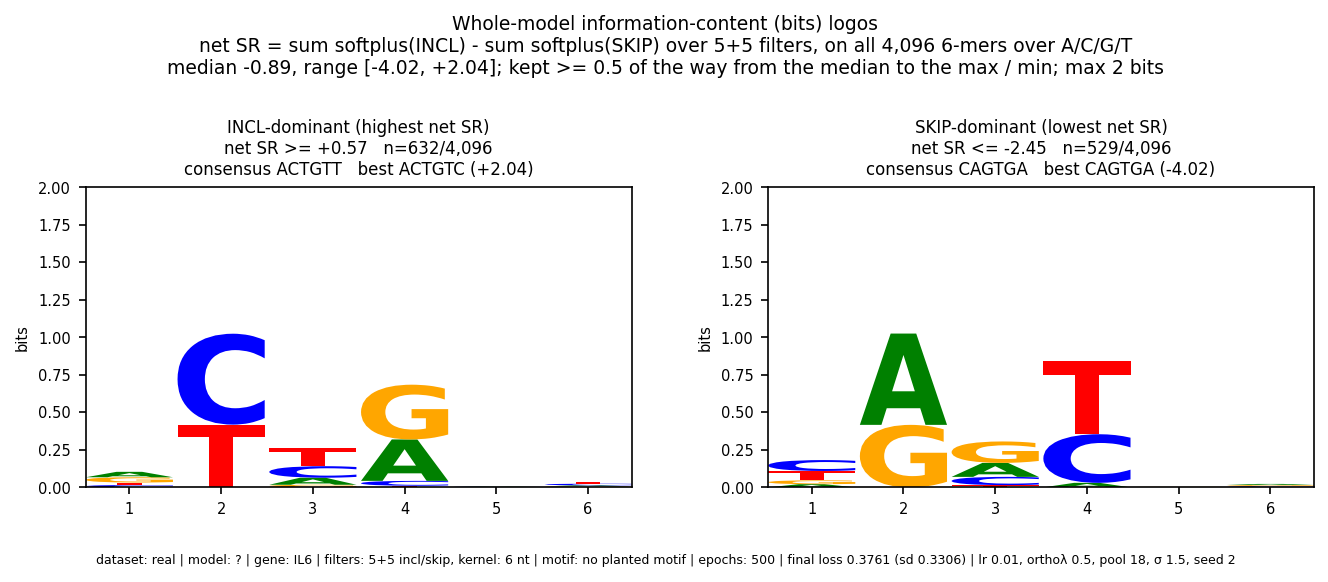 Whole-model information-content (bits) logos
net SR = sum softplus(INCL) - sum softplus(SKIP) over 5+5 filters, on all 4,096 6-mers over A/C/G/T
median -0.89, range [-4.02, +2.04]; kept >= 0.5 of the way from the median to the max / min; max 2 bits
INCL-dominant (highest net SR)
net SR >= +0.57   n=632/4,096
consensus ACTGTT   best ACTGTC (+2.04)
SKIP-dominant (lowest net SR)
net SR <= -2.45   n=529/4,096
consensus CAGTGA   best CAGTGA (-4.02)
2.00
1.75
1.50
1.25
1.00
0.75
0.50
0.25
0.00
bits
A
G
T
C
T
T
C
A
G
A
C
1 2 3 4 5 6
2.00
1.75
1.50
1.25
1.00
0.75
0.50
0.25
0.00
bits
C
T
G
A
A
G
G
A
C
T
C
A
1 2 3 4 5 6
dataset: real | model: ? | gene: IL6 | filters: 5+5 incl/skip, kernel: 6 nt | motif: no planted motif | epochs: 500 | final loss 0.3761 (sd 0.3306) | lr 0.01, orthoλ 0.5, pool 18, σ 1.5, seed 2